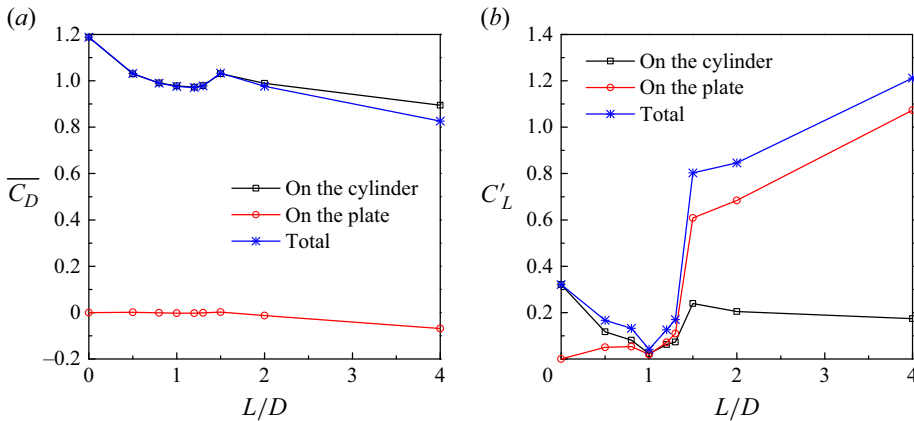 (a)
(b)
1.2
1.0
0.8
0.6
0.4
0.2
0
–0.2
C_D
On the cylinder
On the plate
Total
0
1
2
3
4
L/D
1.4
1.2
1.0
0.8
0.6
0.4
0.2
0
C′_L
On the cylinder
On the plate
Total
1
2
3
4
L/D